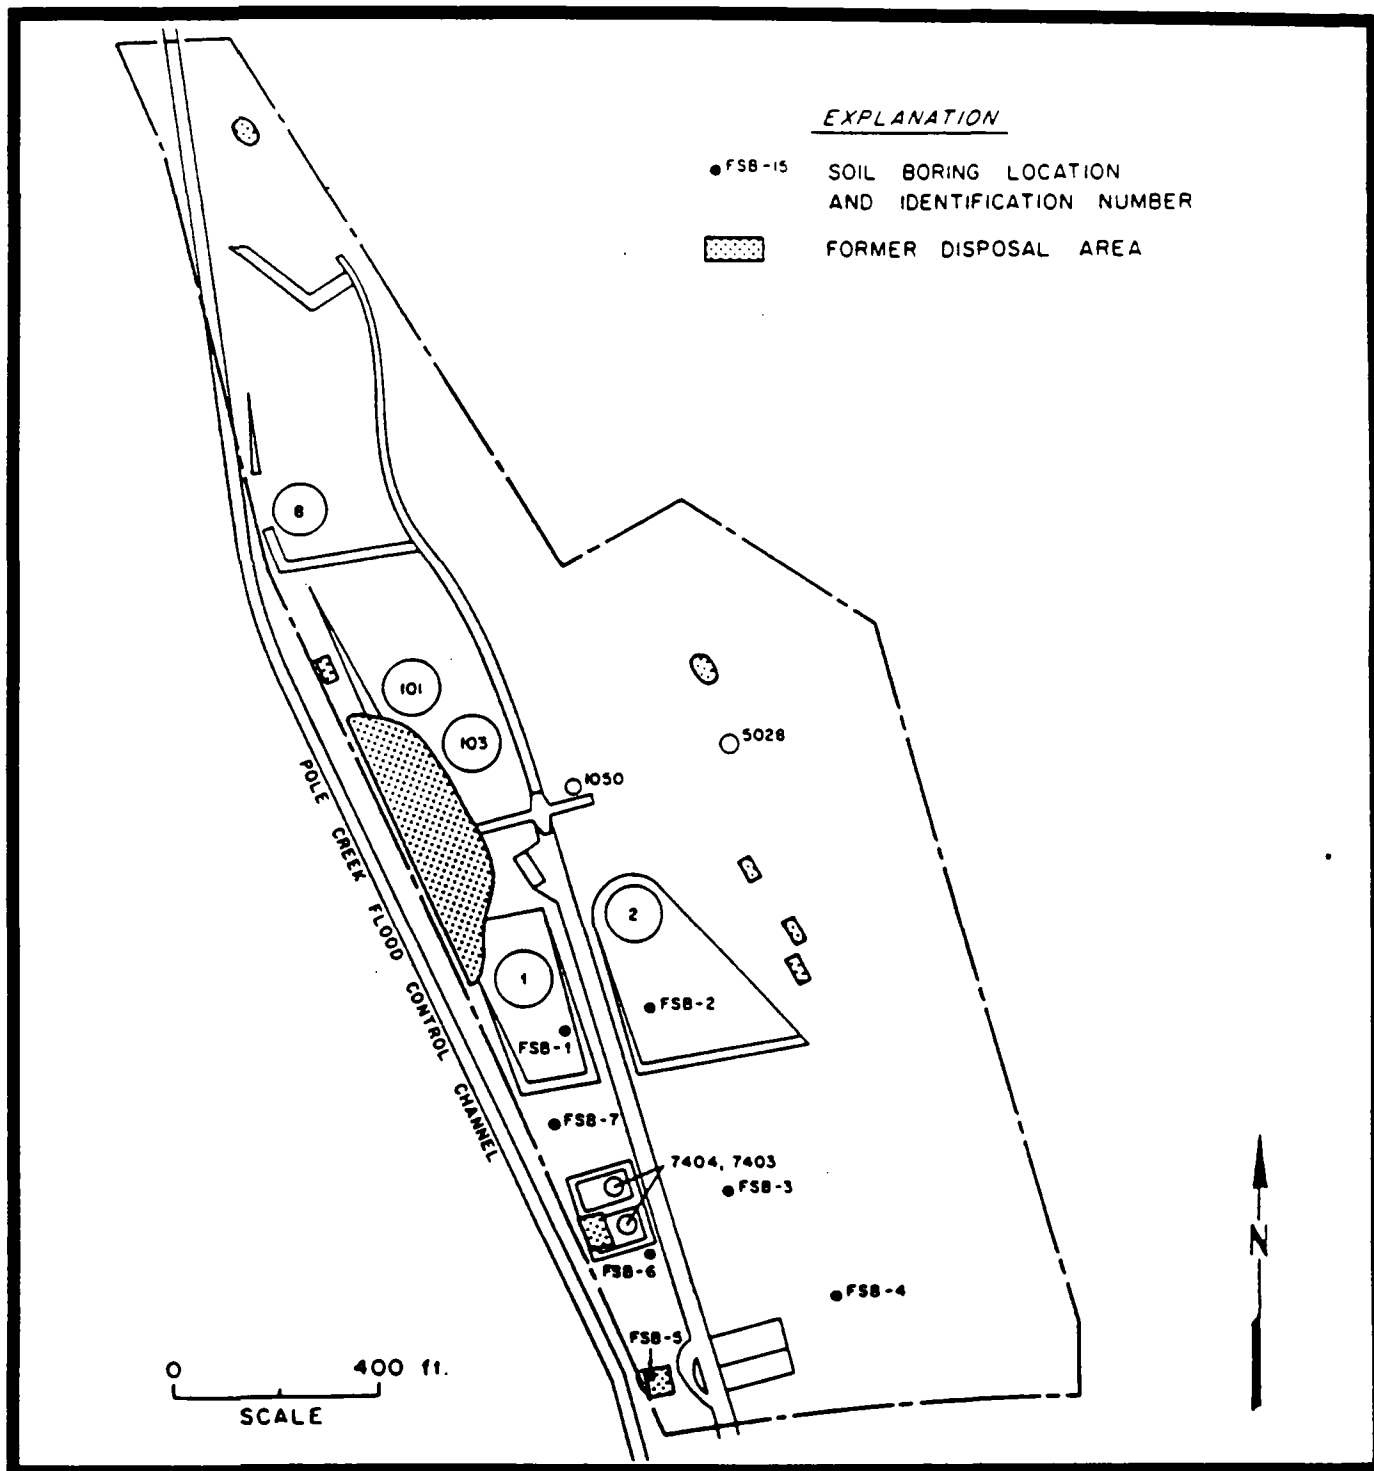 EXPLANATION
FSB-15 SOIL BORING LOCATION
AND IDENTIFICATION NUMBER
FORMER DISPOSAL AREA
8
101
103
5028
1050
POLE CREEK FLOOD CONTROL CHANNEL
2
1
FSB-2
FSB-1
FSB-7
7404, 7403
FSB-3
FSB-6
FSB-4
FSB-5
N
0 400 ft.
SCALE